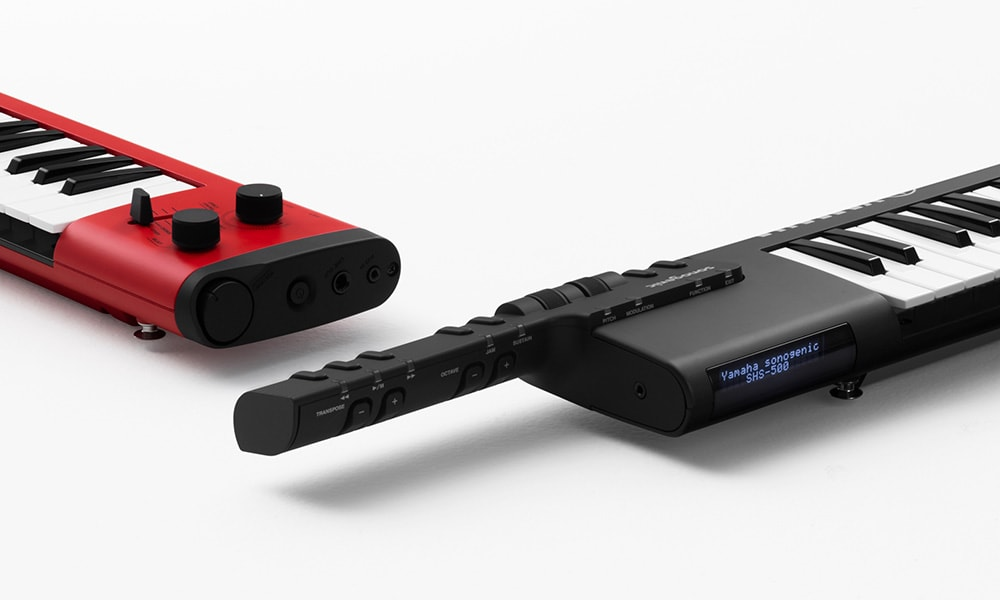 sonogenic
PITCH
MODULATION
FUNCTION
EXIT
SUSTAIN
JAM
OCTAVE
−
+
TRANSPOSE
−
+
Yamaha sonogenic
SHS-500